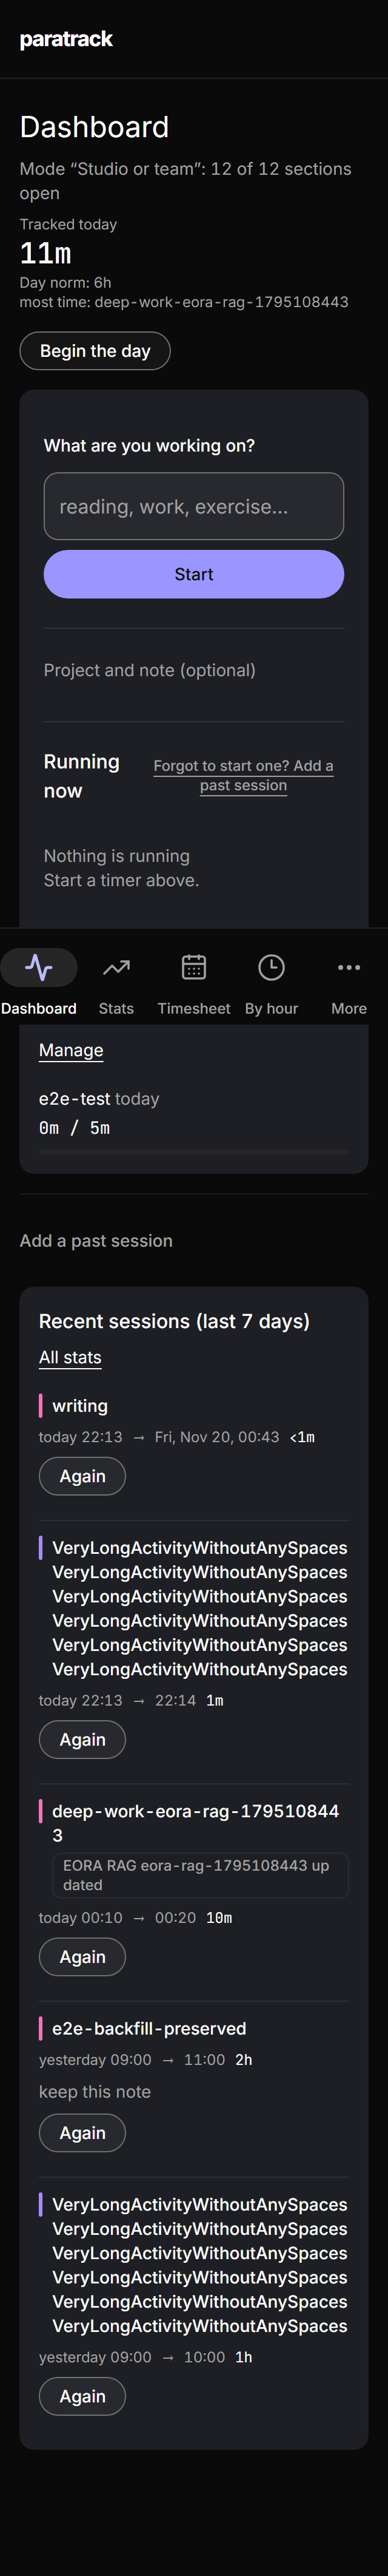 paratrack
Dashboard
Mode “Studio or team”: 12 of 12 sections
open
Tracked today
11m
Day norm: 6h
most time: deep-work-eora-rag-1795108443
Begin the day
What are you working on?
reading, work, exercise...
Start
Project and note (optional)
Running
now
Forgot to start one? Add a
past session
Nothing is running
Start a timer above.
Dashboard Stats Timesheet By hour More
Manage
e2e-test today
0m / 5m
Add a past session
Recent sessions (last 7 days)
All stats
writing
today 22:13 → Fri, Nov 20, 00:43 <1m
Again
VeryLongActivityWithoutAnySpaces
VeryLongActivityWithoutAnySpaces
VeryLongActivityWithoutAnySpaces
VeryLongActivityWithoutAnySpaces
VeryLongActivityWithoutAnySpaces
VeryLongActivityWithoutAnySpaces
today 22:13 → 22:14 1m
Again
deep-work-eora-rag-179510844
3
EORA RAG eora-rag-1795108443 up
dated
today 00:10 → 00:20 10m
Again
e2e-backfill-preserved
yesterday 09:00 → 11:00 2h
keep this note
Again
VeryLongActivityWithoutAnySpaces
VeryLongActivityWithoutAnySpaces
VeryLongActivityWithoutAnySpaces
VeryLongActivityWithoutAnySpaces
VeryLongActivityWithoutAnySpaces
VeryLongActivityWithoutAnySpaces
yesterday 09:00 → 10:00 1h
Again